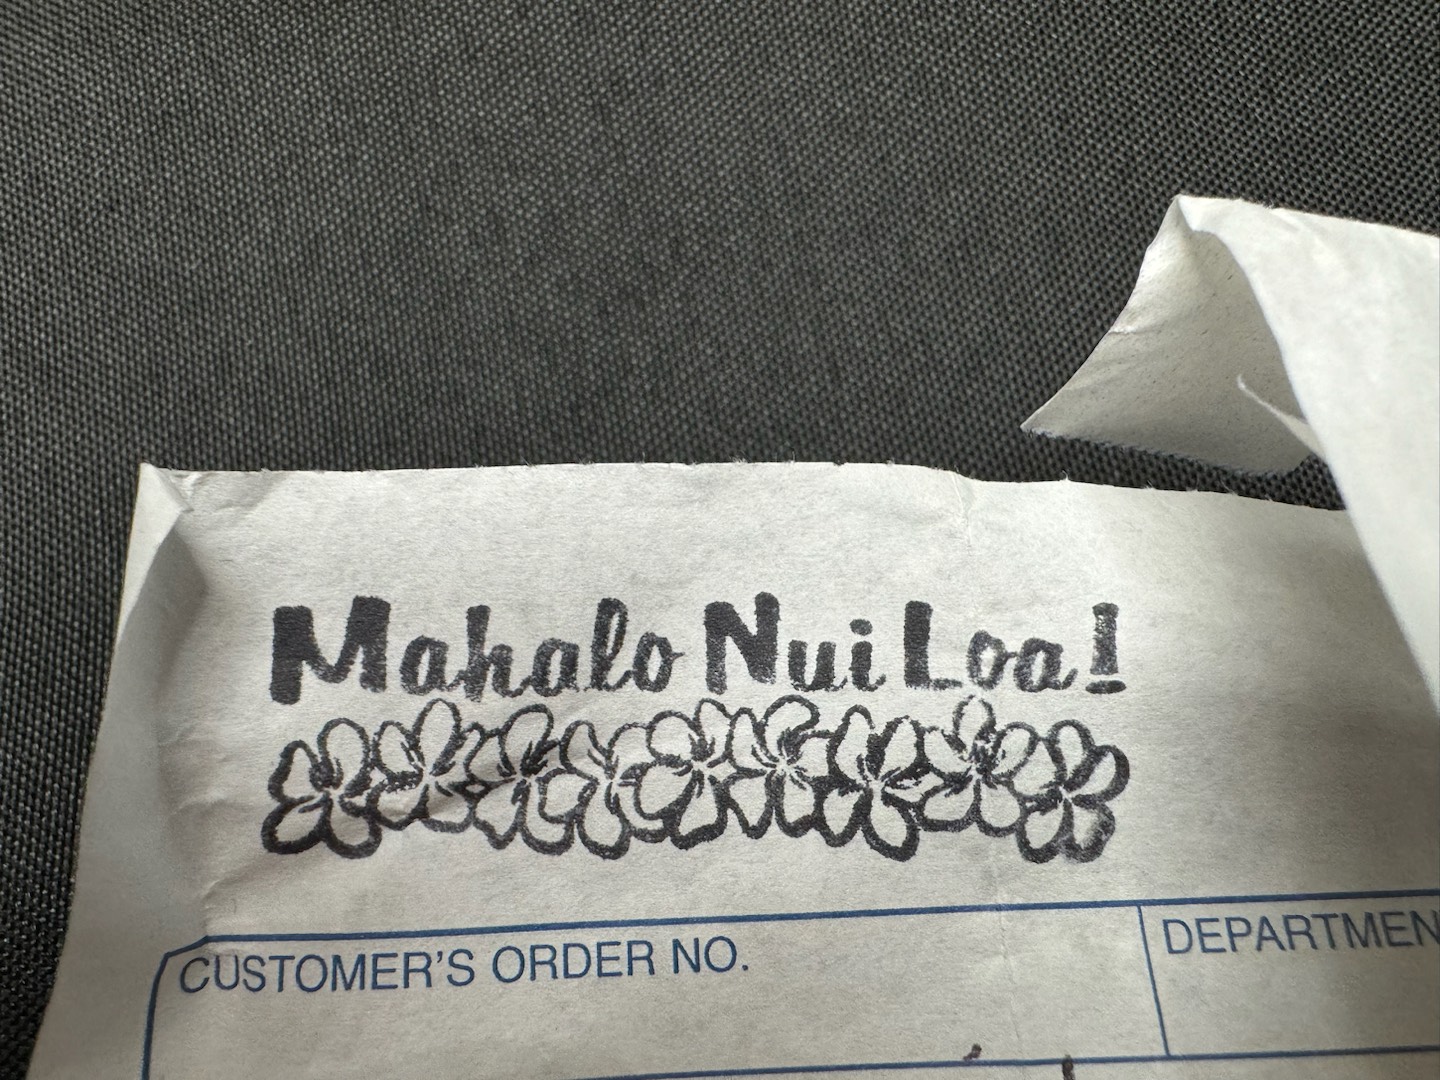 Mahalo Nui Loa!
CUSTOMER'S ORDER NO.
DEPARTMEN